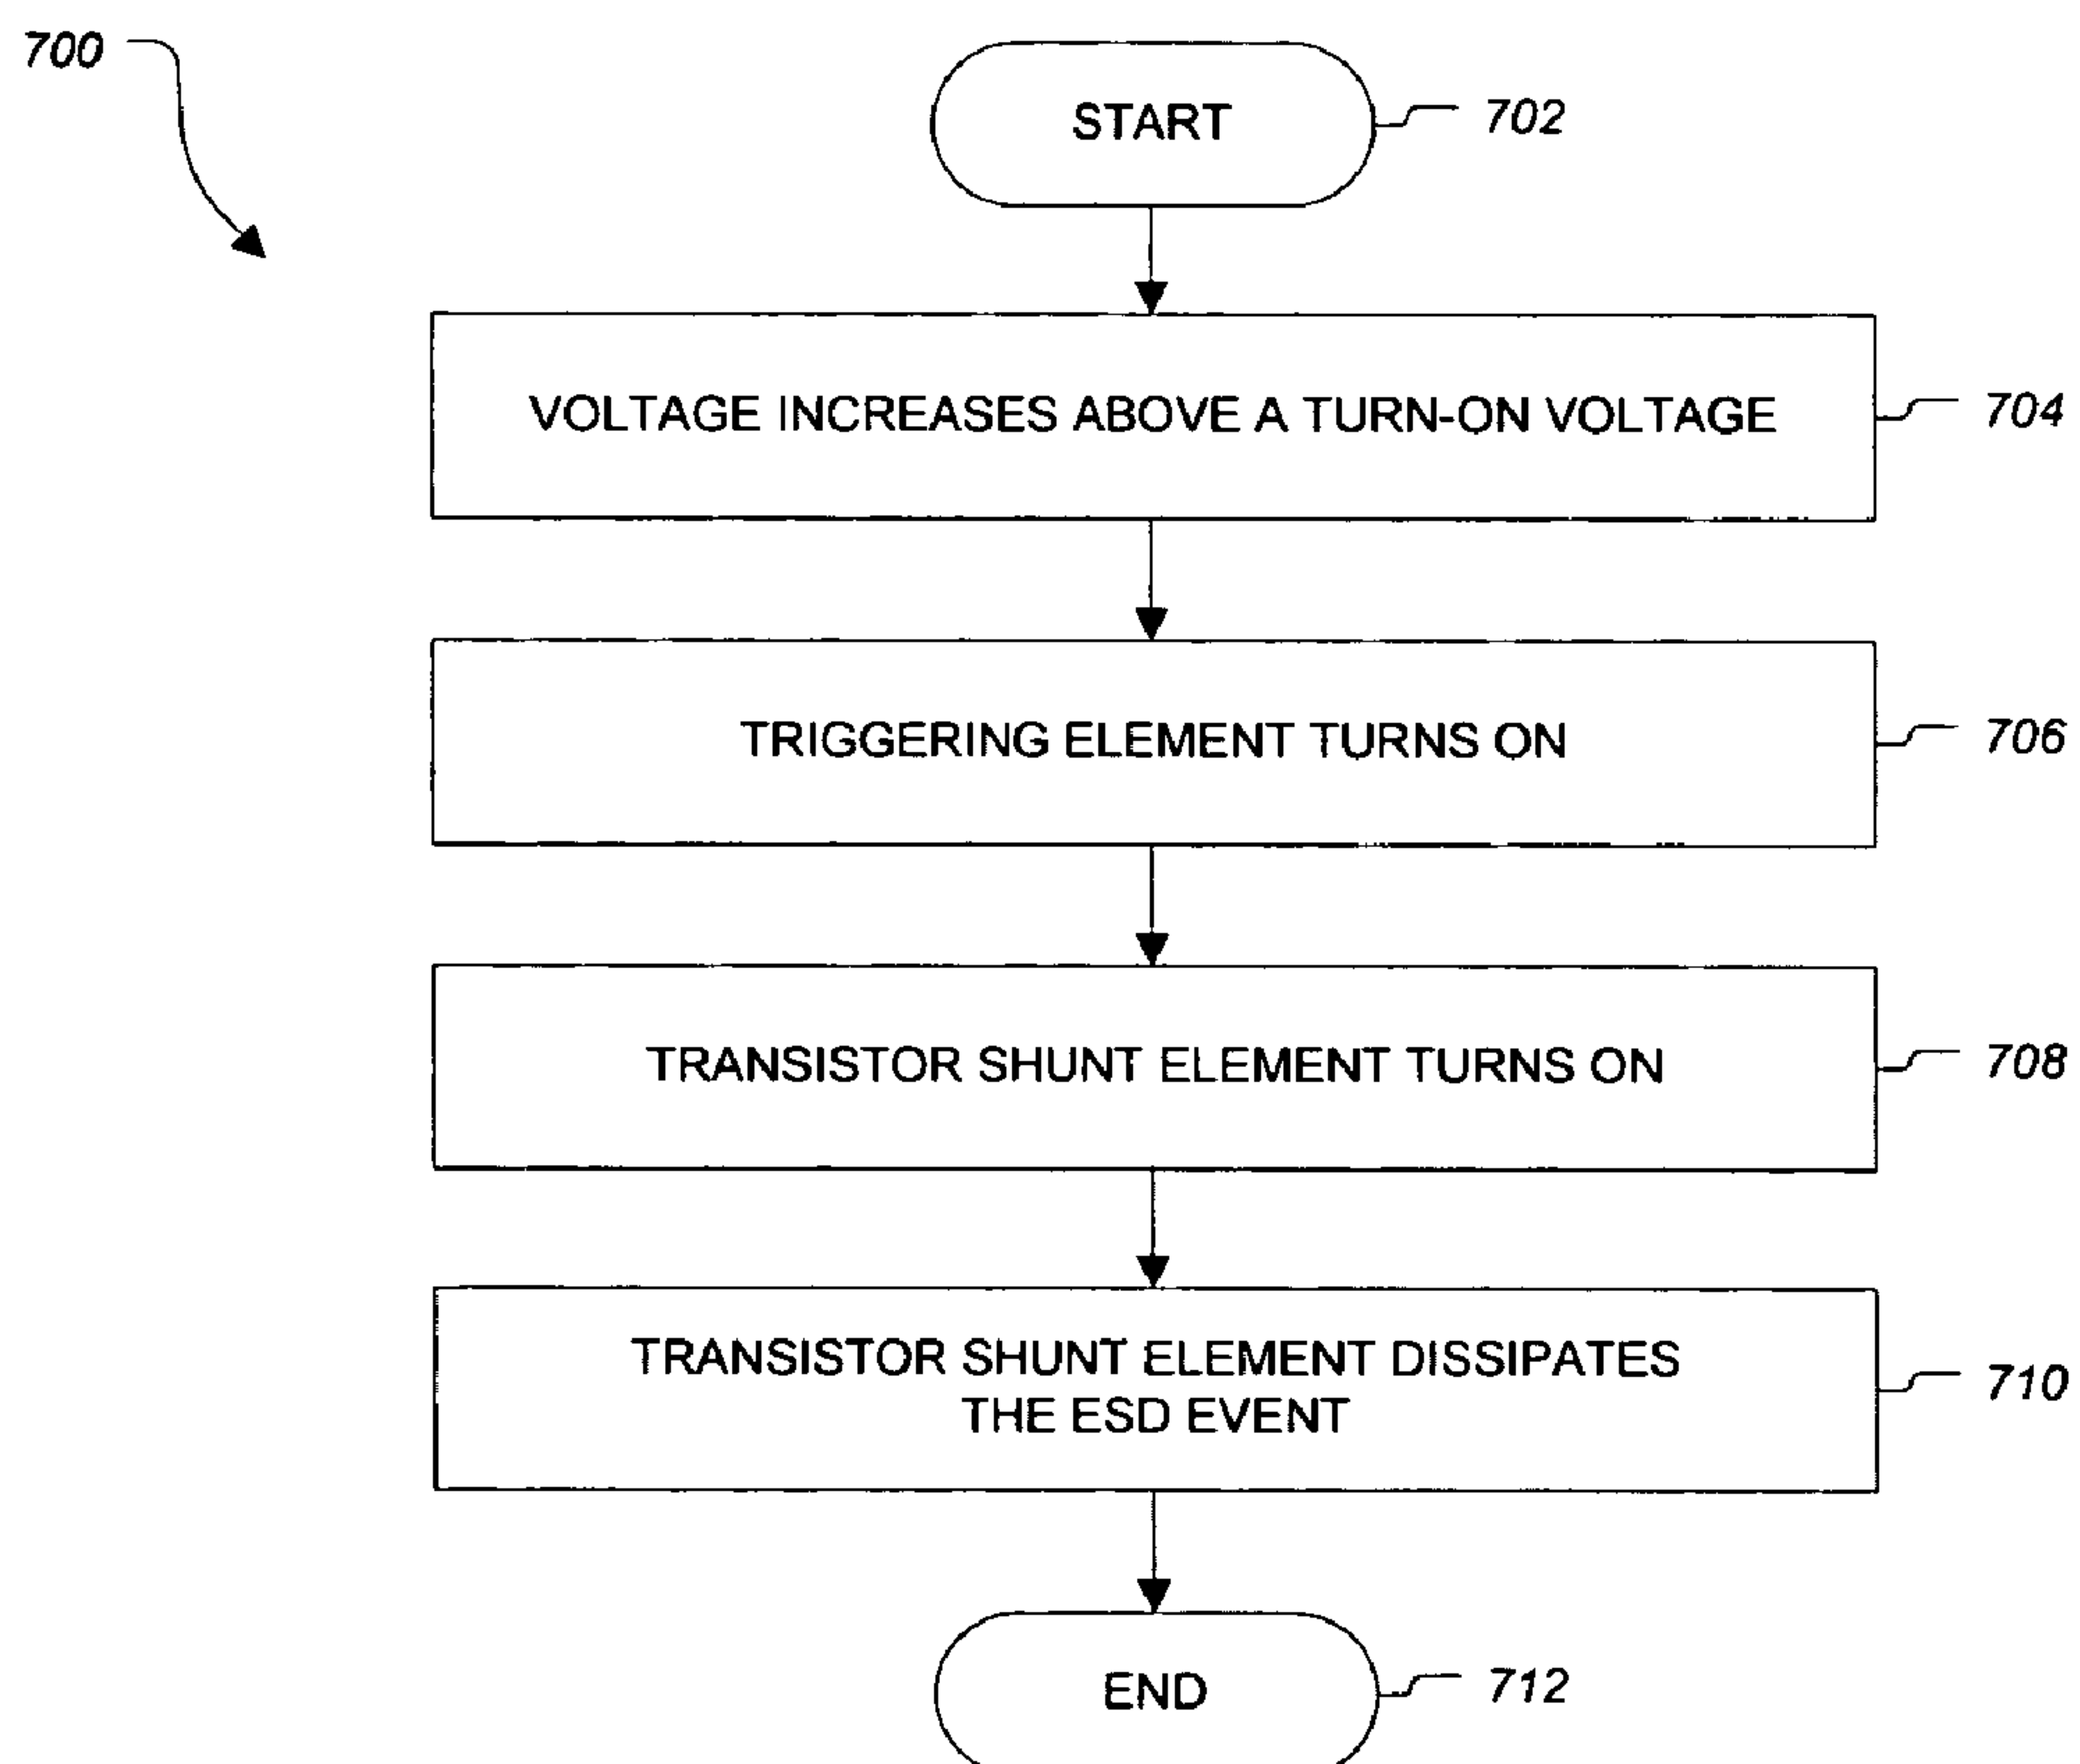 700
START
702
VOLTAGE INCREASES ABOVE A TURN-ON VOLTAGE
704
TRIGGERING ELEMENT TURNS ON
706
TRANSISTOR SHUNT ELEMENT TURNS ON
708
TRANSISTOR SHUNT ELEMENT DISSIPATES
THE ESD EVENT
710
END
712